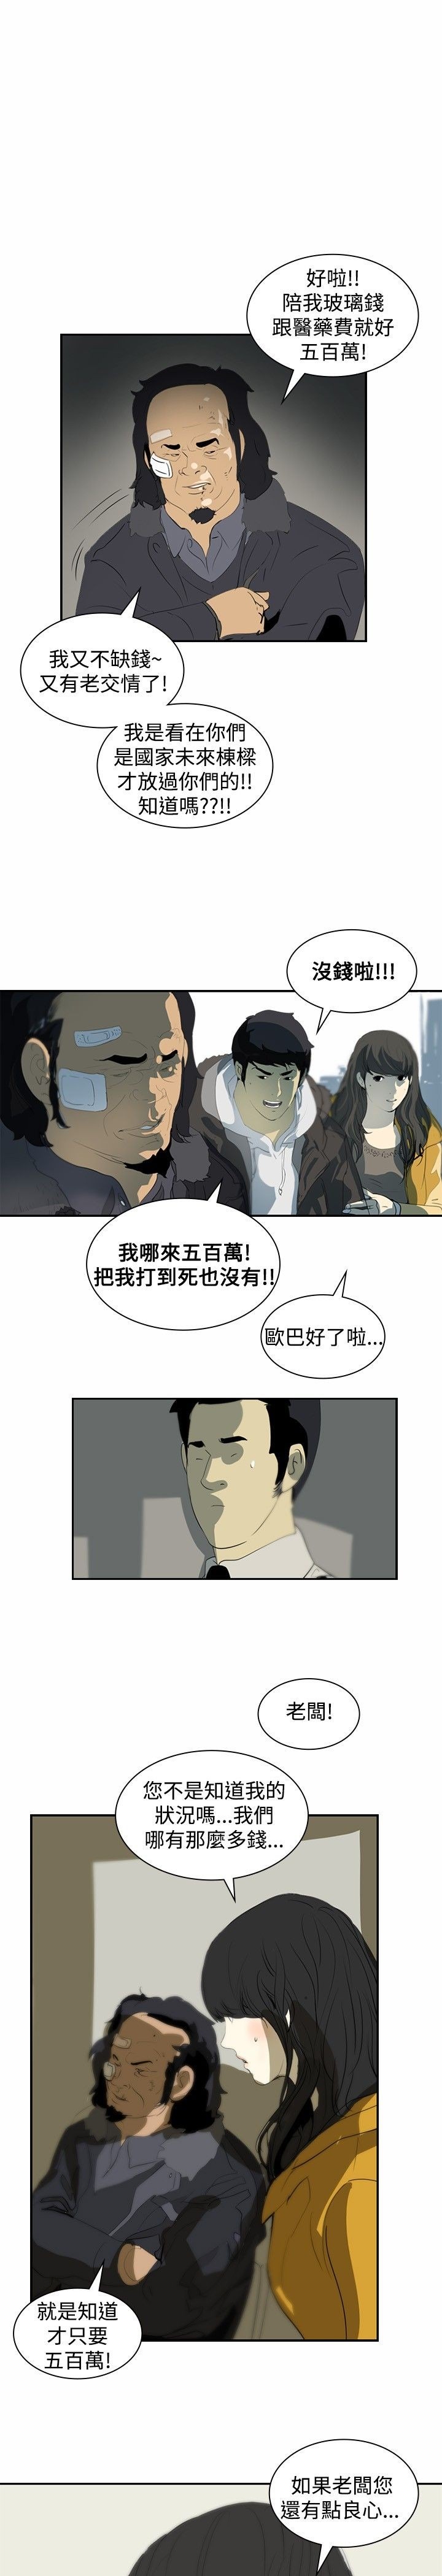 好啦!!
陪我玻璃錢
跟醫藥費就好
五百萬!
我又不缺錢~
又有老交情了!
我是看在你們
是國家未來棟樑
才放過你們的!!
知道嗎??!!
沒錢啦!!!
我哪來五百萬!
把我打到死也沒有!!
歐巴好了啦...
老闆!
您不是知道我的
狀況嗎...我們
哪有那麼多錢...
就是知道
才只要
五百萬!
如果老闆您
還有點良心...